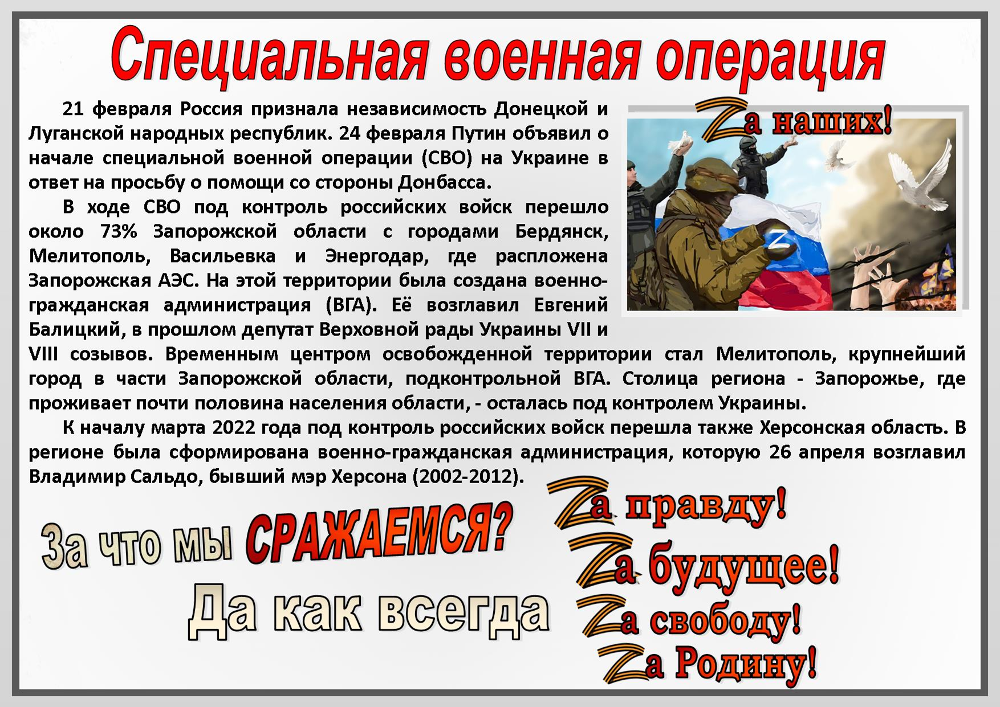 Специальная военная операция
Zа наших!
21 февраля Россия признала независимость Донецкой и
Луганской народных республик. 24 февраля Путин объявил о
начале специальной военной операции (СВО) на Украине в
ответ на просьбу о помощи со стороны Донбасса.
В ходе СВО под контроль российских войск перешло
около 73% Запорожской области с городами Бердянск,
Мелитополь, Васильевка и Энергодар, где распложена
Запорожская АЭС. На этой территории была создана военно-
гражданская администрация (ВГА). Её возглавил Евгений
Балицкий, в прошлом депутат Верховной рады Украины VII и
VIII созывов. Временным центром освобожденной территории стал Мелитополь, крупнейший
город в части Запорожской области, подконтрольной ВГА. Столица региона - Запорожье, где
проживает почти половина населения области, - осталась под контролем Украины.
К началу марта 2022 года под контроль российских войск перешла также Херсонская область. В
регионе была сформирована военно-гражданская администрация, которую 26 апреля возглавил
Владимир Сальдо, бывший мэр Херсона (2002-2012).
За что мы СРАЖАЕМСЯ?
Да как всегда
Zа правду!
Zа будущее!
Zа свободу!
Zа Родину!
Z